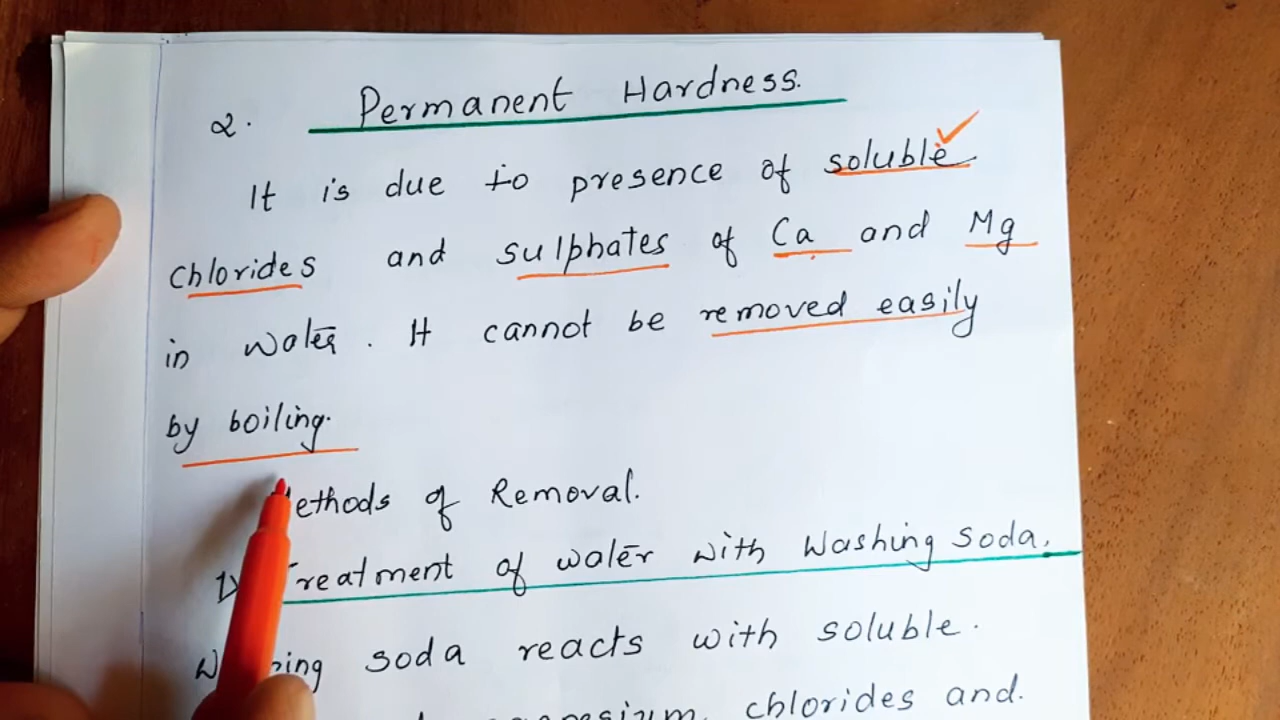 2. Permanent Hardness.
It is due to presence of soluble
chlorides and sulphates of Ca and Mg
in water. It cannot be removed easily
by boiling.
Methods of Removal.
1) Treatment of water with Washing Soda.
soda reacts with soluble.
chlorides and.